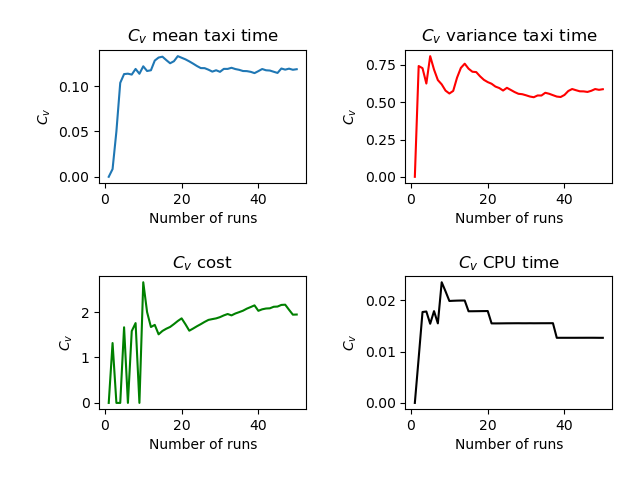 C_v mean taxi time
C_v variance taxi time
0.10
0.05
0.00
C_v
0 20 40
Number of runs
0.75
0.50
0.25
0.00
C_v
0 20 40
Number of runs
C_v cost
C_v CPU time
2
1
0
C_v
0 20 40
Number of runs
0.02
0.01
0.00
C_v
0 20 40
Number of runs